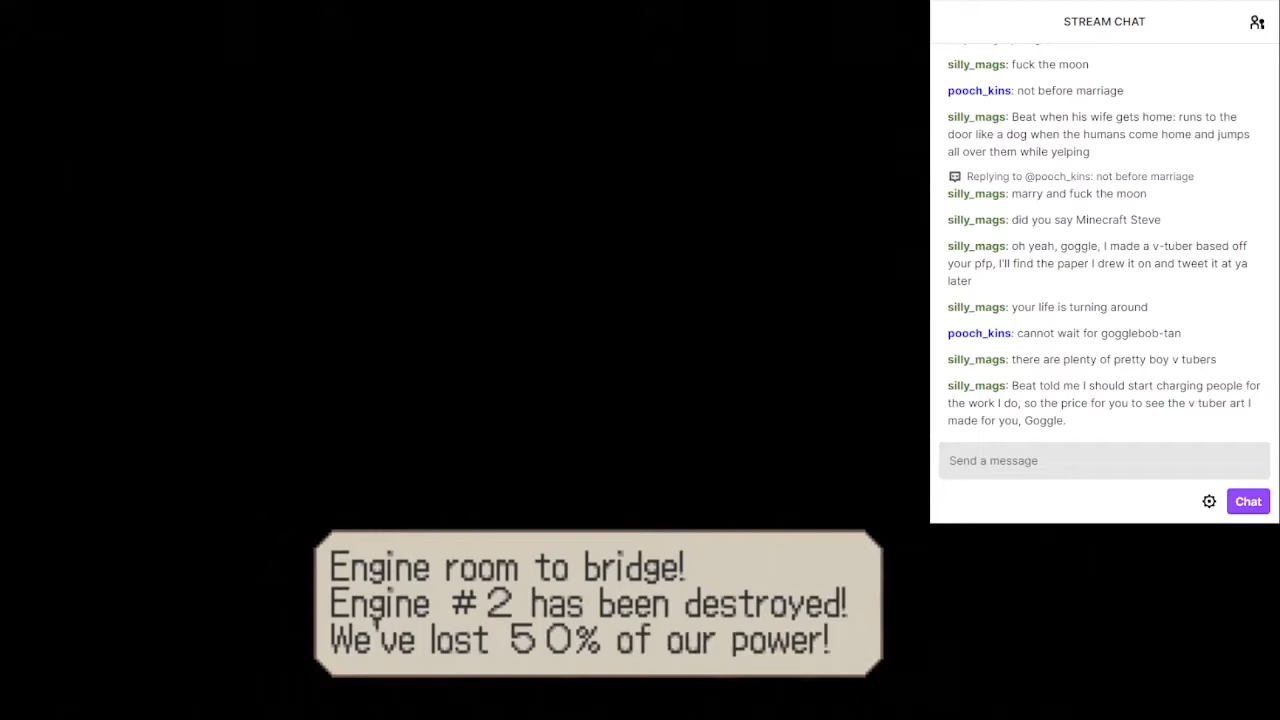 STREAM CHAT
silly_mags: fuck the moon
pooch_kins: not before marriage
silly_mags: Beat when his wife gets home: runs to the
door like a dog when the humans come home and jumps
all over them while yelping
Replying to @pooch_kins: not before marriage
silly_mags: marry and fuck the moon
silly_mags: did you say Minecraft Steve
silly_mags: oh yeah, goggle, I made a v-tuber based off
your pfp, I'll find the paper I drew it on and tweet it at ya
later
silly_mags: your life is turning around
pooch_kins: cannot wait for gogglebob-tan
silly_mags: there are plenty of pretty boy v tubers
silly_mags: Beat told me I should start charging people for
the work I do, so the price for you to see the v tuber art I
made for you, Goggle.
Send a message
Chat
Engine room to bridge!
Engine #2 has been destroyed!
We've lost 50% of our power!